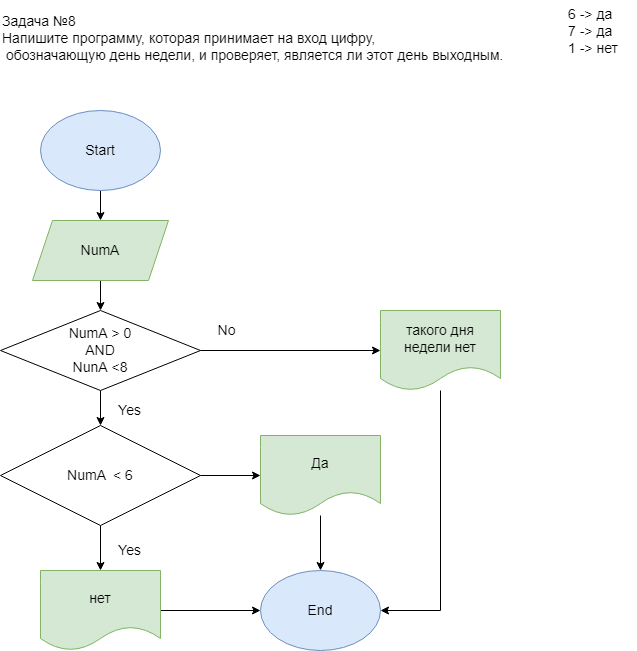 Задача №8
Напишите программу, которая принимает на вход цифру,
обозначающую день недели, и проверяет, является ли этот день выходным.
6 -> да
7 -> да
1 -> нет
Start
NumA
NumA > 0
AND
NunA <8
No
такого дня
недели нет
Yes
NumA < 6
Да
Yes
нет
End